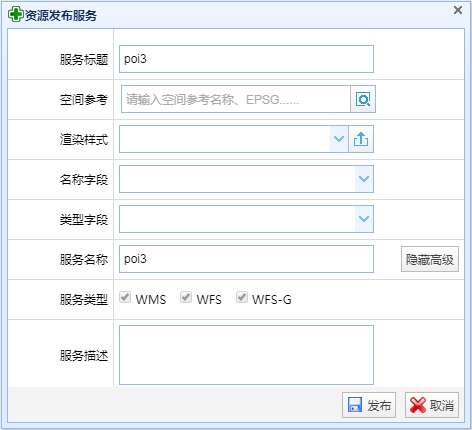 资源发布服务
服务标题 poi3
空间参考 请输入空间参考名称、EPSG......
渲染样式
名称字段
类型字段
服务名称 poi3 隐藏高级
服务类型 WMS WFS WFS-G
服务描述
发布 取消